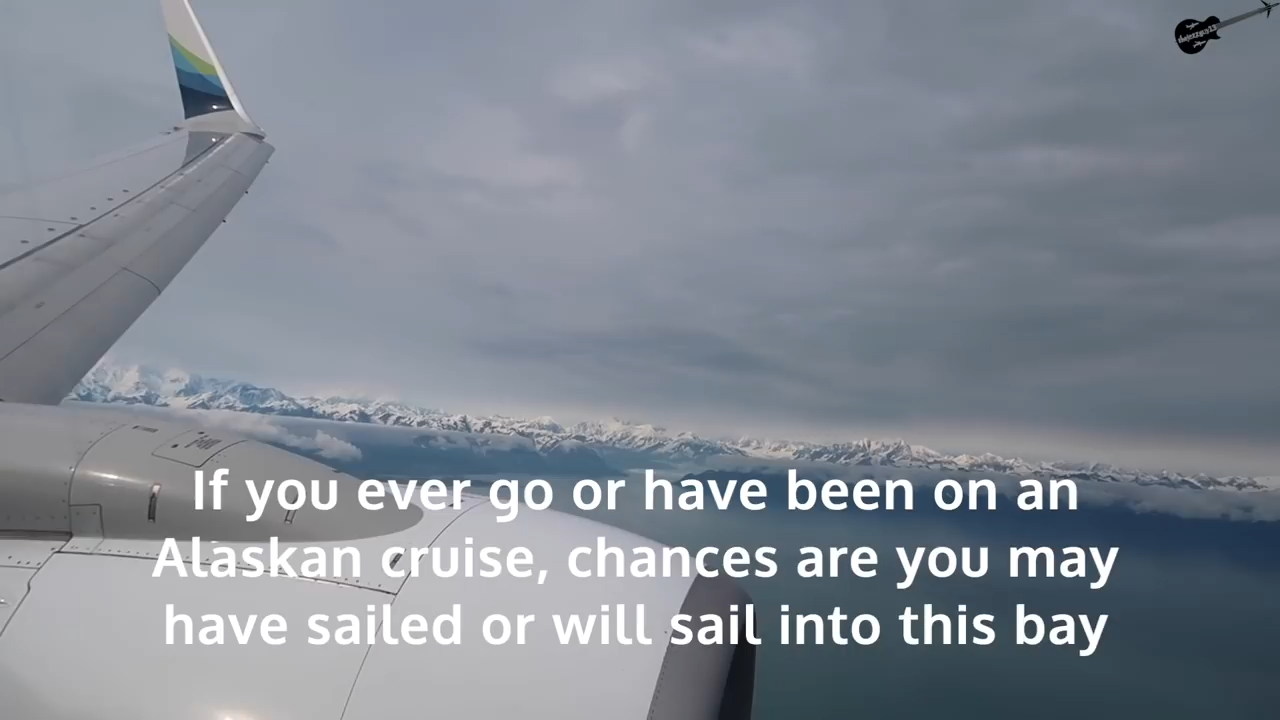 If you ever go or have been on an
Alaskan cruise, chances are you may
have sailed or will sail into this bay